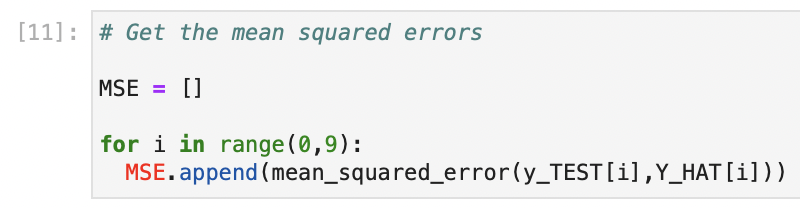 [11]: # Get the mean squared errors
MSE = []
for i in range(0,9):
MSE.append(mean_squared_error(y_TEST[i],Y_HAT[i]))